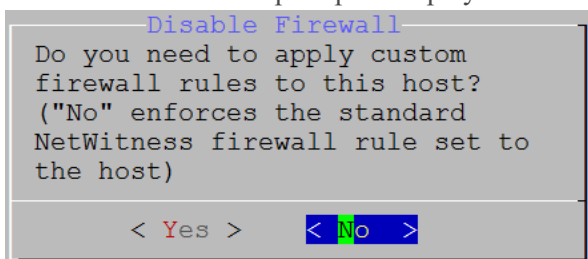 Disable Firewall
Do you need to apply custom
firewall rules to this host?
("No" enforces the standard
NetWitness firewall rule set to
the host)
< Yes > < No >